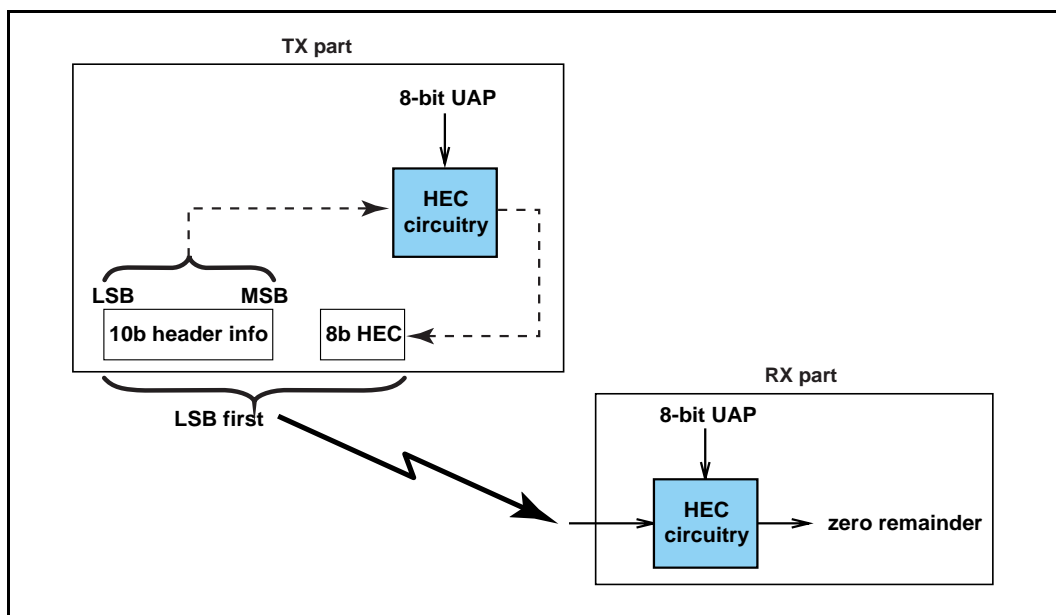 TX part
8-bit UAP
HEC
circuitry
LSB
MSB
10b header info
8b HEC
LSB first
RX part
8-bit UAP
HEC
circuitry
zero remainder